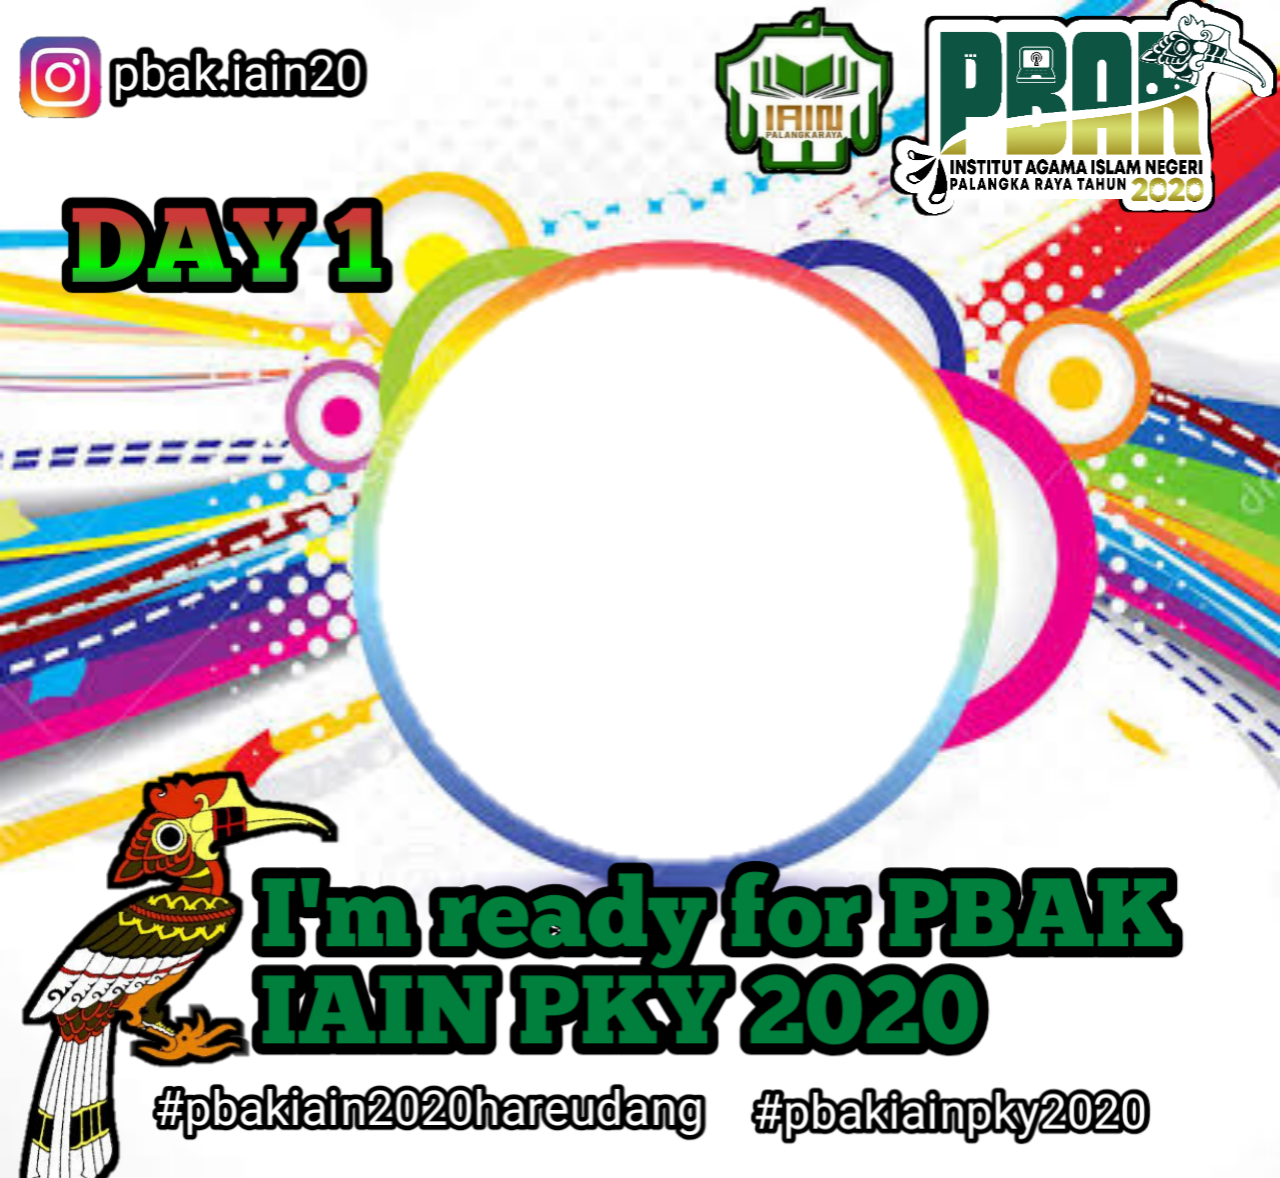 pbak.iain20
IAIN
PALANGKARAYA
PBAK
INSTITUT AGAMA ISLAM NEGERI
PALANGKA RAYA TAHUN 2020
DAY 1
I'm ready for PBAK
IAIN PKY 2020
#pbakiain2020hareudang #pbakiainpky2020